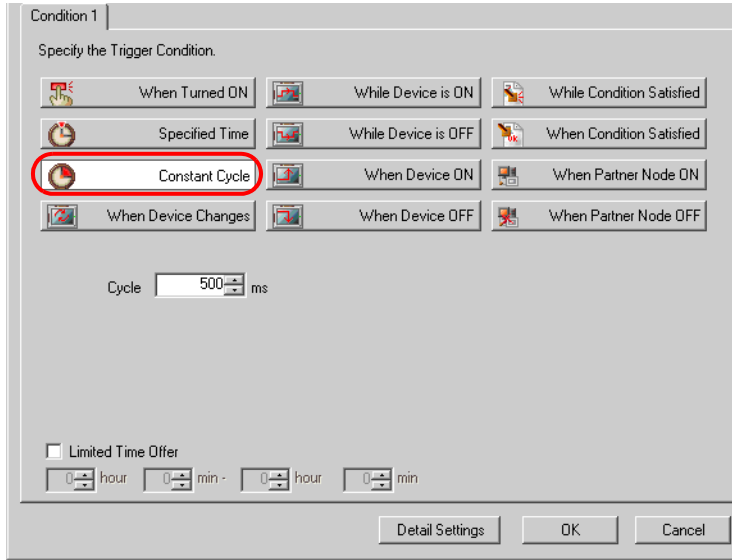 Condition 1
Specify the Trigger Condition.
When Turned ON While Device is ON While Condition Satisfied
Specified Time While Device is OFF When Condition Satisfied
Constant Cycle When Device ON When Partner Node ON
When Device Changes When Device OFF When Partner Node OFF
Cycle 500 ms
Limited Time Offer
0 hour 0 min - 0 hour 0 min
Detail Settings OK Cancel